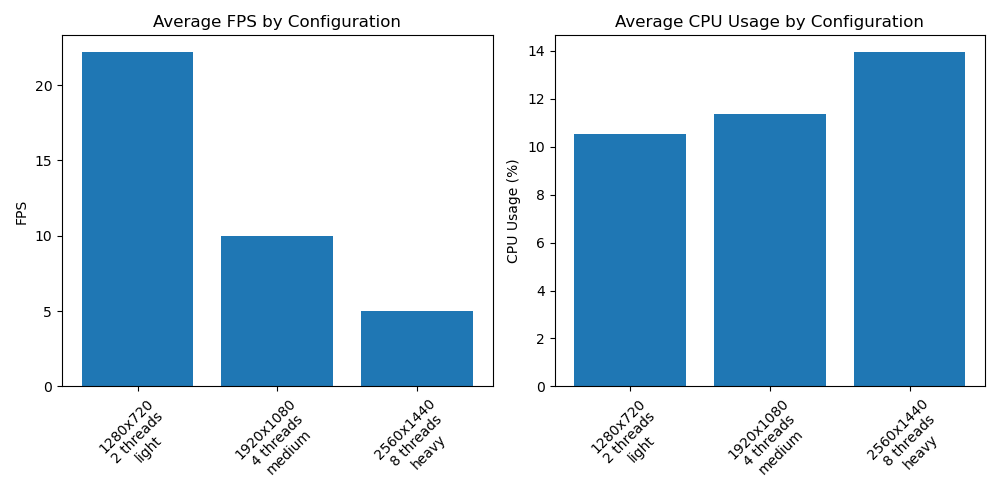 Average FPS by Configuration
FPS
20
15
10
5
0
1280x720
2 threads
light
1920x1080
4 threads
medium
2560x1440
8 threads
heavy
Average CPU Usage by Configuration
CPU Usage (%)
14
12
10
8
6
4
2
0
1280x720
2 threads
light
1920x1080
4 threads
medium
2560x1440
8 threads
heavy